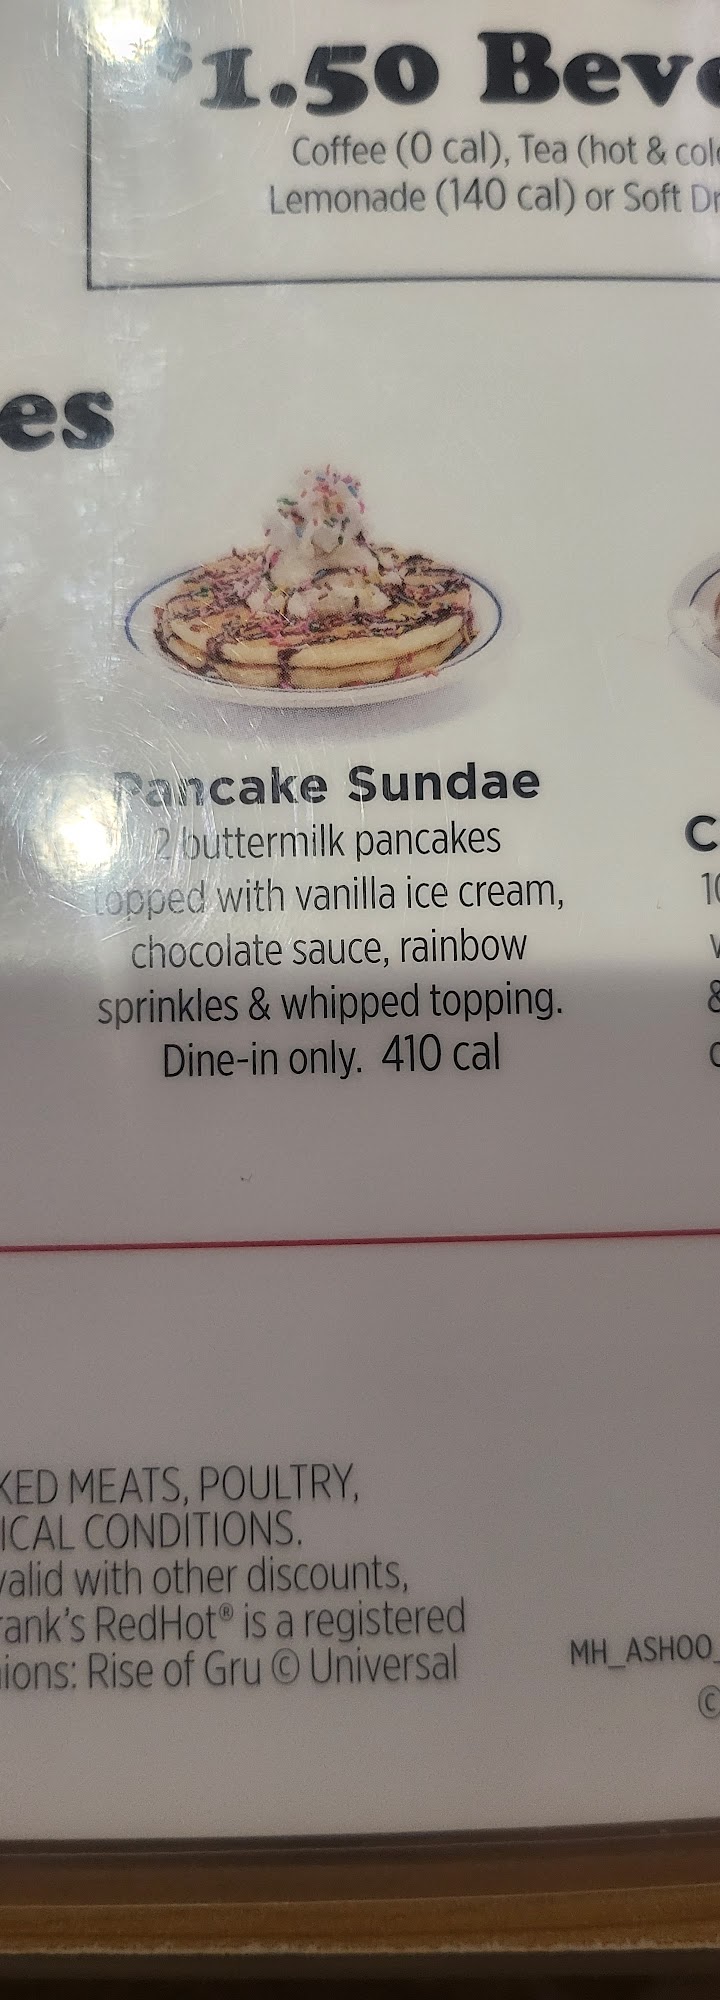 $1.50 Beve
Coffee (0 cal), Tea (hot & col
Lemonade (140 cal) or Soft Dr
es
Pancake Sundae
2 buttermilk pancakes
topped with vanilla ice cream,
chocolate sauce, rainbow
sprinkles & whipped topping.
Dine-in only. 410 cal
C
10
&
KED MEATS, POULTRY,
ICAL CONDITIONS.
valid with other discounts,
rank's RedHot® is a registered
ions: Rise of Gru © Universal
MH_ASHOO_
©